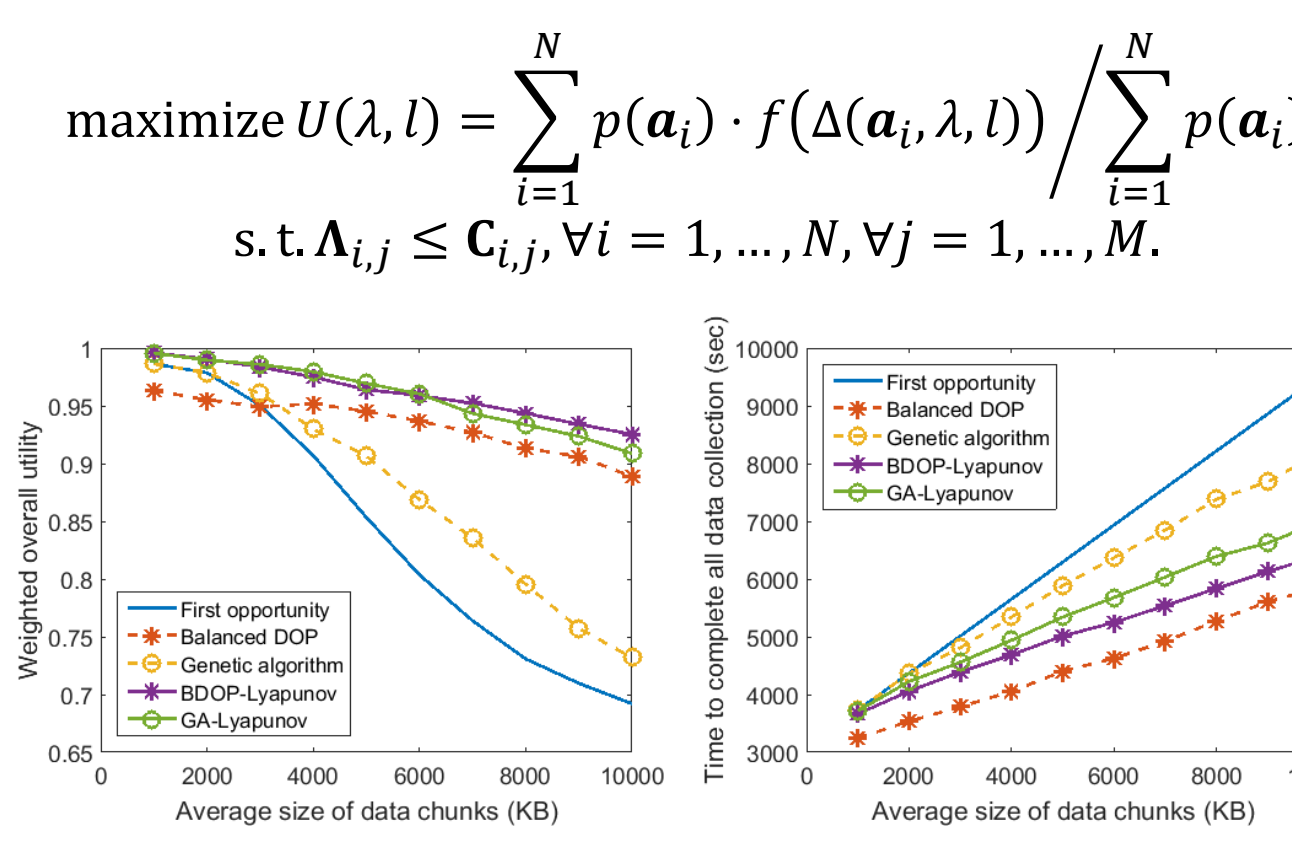 maximize U(λ, l) = ∑_{i=1}^{N} p(𝒂_i) · f(Δ(𝒂_i, λ, l)) / ∑_{i=1}^{N} p(𝒂_i)
s.t. 𝚲_{i,j} ≤ 𝐂_{i,j}, ∀i = 1, … , N, ∀j = 1, … , M.
Weighted overall utility
1
0.95
0.9
0.85
0.8
0.75
0.7
0.65
First opportunity
Balanced DOP
Genetic algorithm
BDOP-Lyapunov
GA-Lyapunov
0 2000 4000 6000 8000 10000
Average size of data chunks (KB)
Time to complete all data collection (sec)
10000
9000
8000
7000
6000
5000
4000
3000
First opportunity
Balanced DOP
Genetic algorithm
BDOP-Lyapunov
GA-Lyapunov
0 2000 4000 6000 8000
Average size of data chunks (KB)